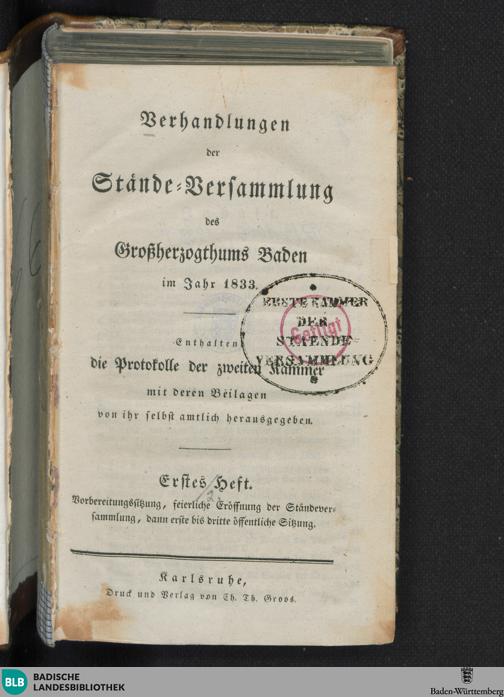 Verhandlungen
der
Stände-Versammlung
des
Großherzogthums Baden
im Jahr 1833.
Enthaltend
die Protokolle der zweiten Kammer
mit deren Beilagen
von ihr selbst amtlich herausgegeben.
ERSTE KAMMER
DER
STAENDE
VERSAMMLUNG
Getilgt
Erstes Heft.
Vorbereitungssitzung, feierliche Eröffnung der Ständever-
sammlung, dann erste bis dritte öffentliche Sitzung.
Karlsruhe,
Druck und Verlag von Ch. Th. Groos.
BLB
BADISCHE
LANDESBIBLIOTHEK
Baden-Württemberg